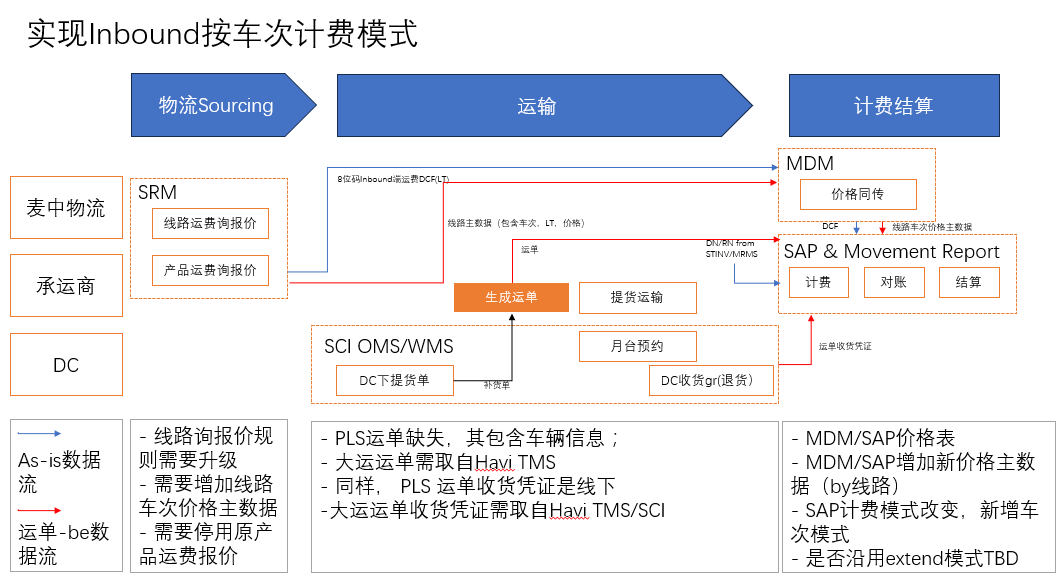 实现Inbound按车次计费模式
物流Sourcing
运输
计费结算
麦中物流
承运商
DC
SRM
线路运费询报价
产品运费询报价
8位码Inbound端运费DCF(LT)
线路主数据（包含车次，LT，价格）
运单
DN/RN from
STINV/MRMS
MDM
价格同传
DCF
线路车次价格主数据
SAP & Movement Report
计费
对账
结算
生成运单
提货运输
SCI OMS/WMS
月台预约
DC下提货单
补货单
DC收货gr(退货）
运单收货凭证
As-is数据
流
运单-be数
据流
- 线路询报价规
则需要升级
- 需要增加线路
车次价格主数据
- 需要停用原产
品运费报价
- PLS运单缺失，其包含车辆信息；
- 大运运单需取自Havi TMS
- 同样， PLS 运单收货凭证是线下
-大运运单收货凭证需取自Havi TMS/SCI
- MDM/SAP价格表
- MDM/SAP增加新价格主数
据（by线路）
- SAP计费模式改变，新增车
次模式
- 是否沿用extend模式TBD